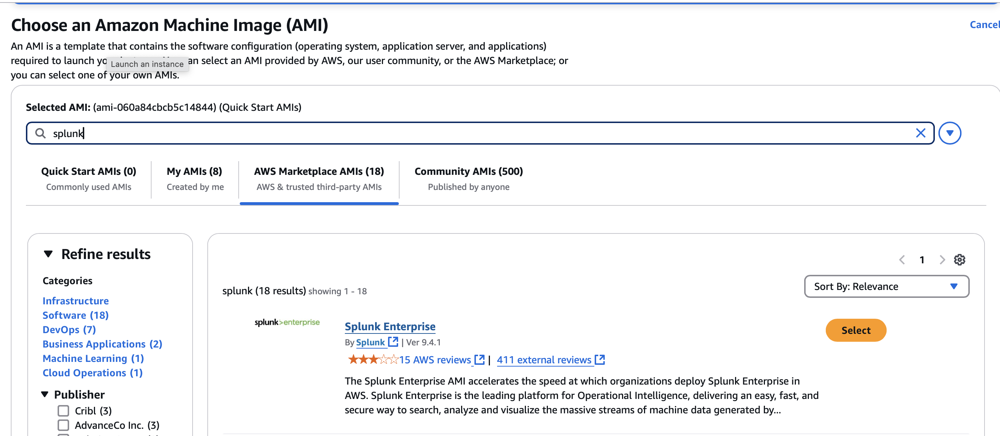 Choose an Amazon Machine Image (AMI)
Cancel
An AMI is a template that contains the software configuration (operating system, application server, and applications)
required to launch an select an AMI provided by AWS, our user community, or the AWS Marketplace; or
Launch an instance
you can select one of your own AMIs.
Selected AMI: (ami-060a84cbcb5c14844) (Quick Start AMIs)
splunk
Quick Start AMIs (0)
Commonly used AMIs
My AMIs (8)
Created by me
AWS Marketplace AMIs (18)
AWS & trusted third-party AMIs
Community AMIs (500)
Published by anyone
Refine results
Categories
Infrastructure
Software (18)
DevOps (7)
Business Applications (2)
Machine Learning (1)
Cloud Operations (1)
Publisher
Cribl (3)
AdvanceCo Inc. (3)
1
Sort By: Relevance
splunk (18 results) showing 1 - 18
splunk>enterprise
Splunk Enterprise
By Splunk | Ver 9.4.1
15 AWS reviews | 411 external reviews
Select
The Splunk Enterprise AMI accelerates the speed at which organizations deploy Splunk Enterprise in
AWS. Splunk Enterprise is the leading platform for Operational Intelligence, delivering an easy, fast, and
secure way to search, analyze and visualize the massive streams of machine data generated by...